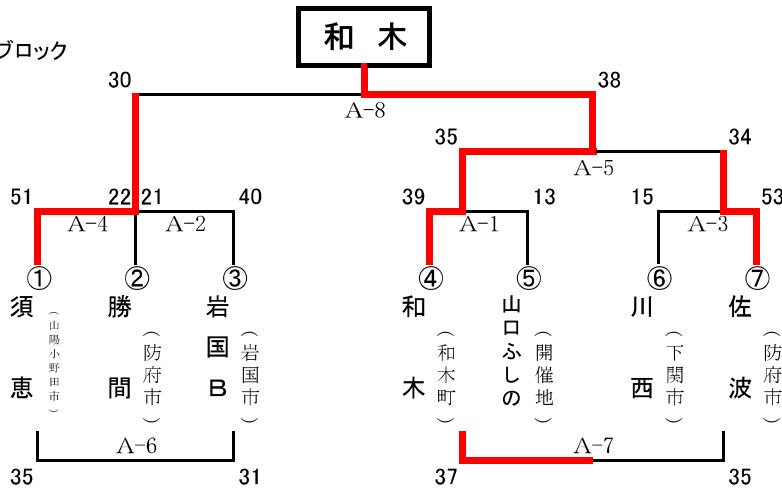 和 木
ブロック
30 38
A-8
35 34
A-5
51 22 21 40 39 13 15 53
A-4 A-2 A-1 A-3
① ② ③ ④ ⑤ ⑥ ⑦
須恵
(山陽小野田市)
勝間
(防府市)
岩国B
(岩国市)
和木
(和木町)
山口ふしの
(開催地)
川西
(下関市)
佐波
(防府市)
A-6 A-7
35 31 37 35